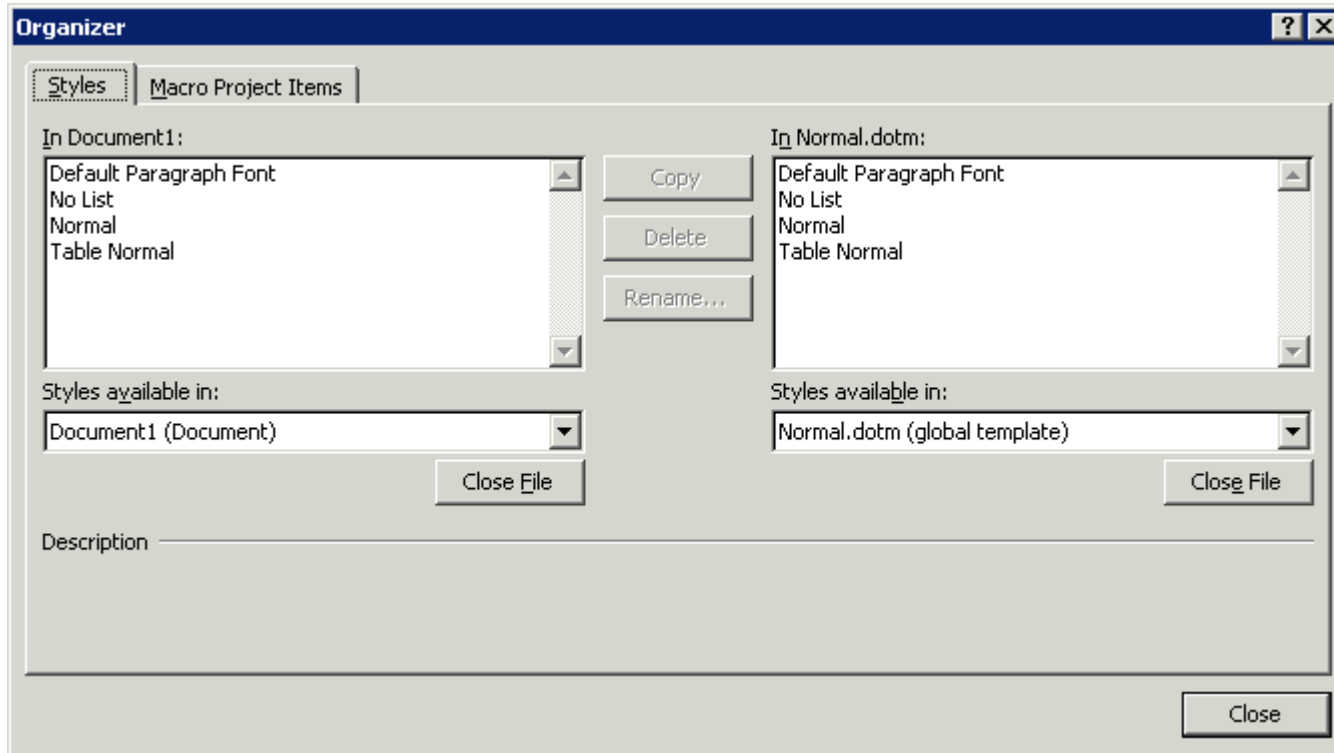 Organizer
Styles
Macro Project Items
In Document1:
Default Paragraph Font
No List
Normal
Table Normal
Copy
Delete
Rename...
In Normal.dotm:
Default Paragraph Font
No List
Normal
Table Normal
Styles available in:
Document1 (Document)
Close File
Styles available in:
Normal.dotm (global template)
Close File
Description
Close